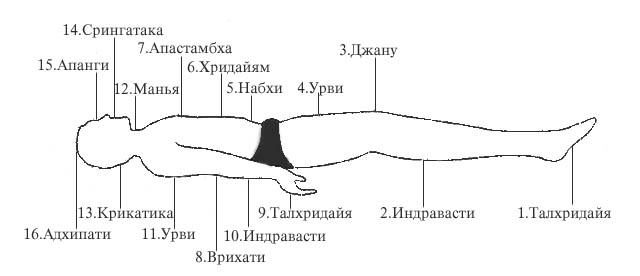 14.Срингатака
7.Апастамбха
3.Джану
15.Апанги
6.Хридайям
12.Манья
5.Набхи
4.Урви
13.Крикатика
9.Талхридайя
2.Индравасти
1.Талхридайя
16.Адхипати
11.Урви
10.Индравасти
8.Врихати